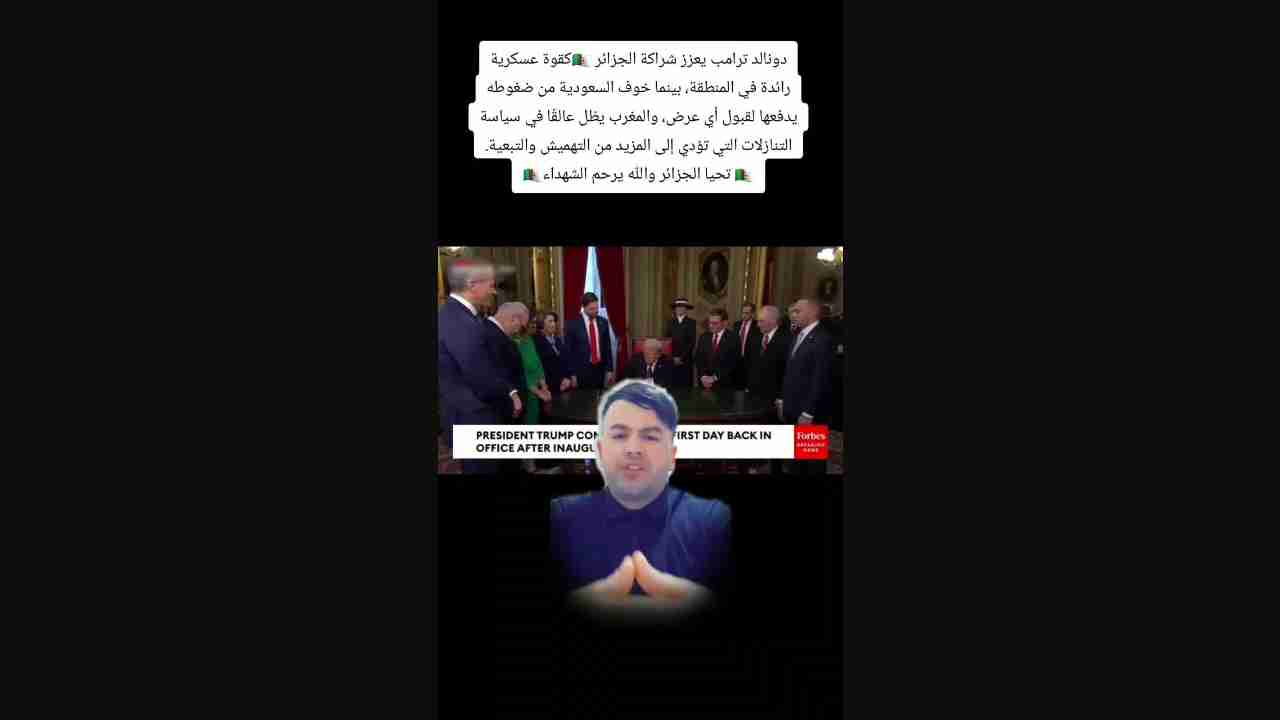 دونالد ترامب يعزز شراكة الجزائر 🇩🇿كقوة عسكرية
رائدة في المنطقة، بينما خوف السعودية من ضغوطه
يدفعها لقبول أي عرض، والمغرب يظل عالقًا في سياسة
التنازلات التي تؤدي إلى المزيد من التهميش والتبعية.
🇩🇿 تحيا الجزائر والله يرحم الشهداء 🇩🇿
PRESIDENT TRUMP FIRST DAY BACK IN
OFFICE AFTER
Forbes
BREAKING
NEWS